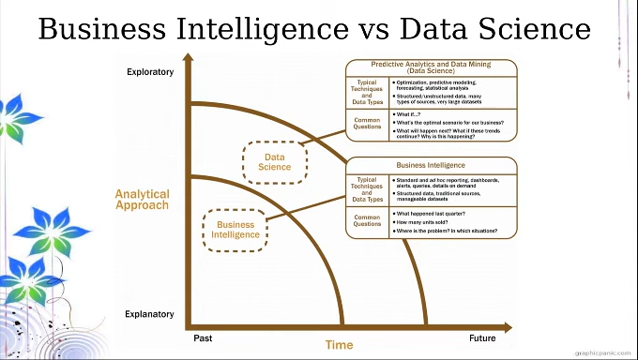 Business Intelligence vs Data Science
Exploratory
Predictive Analytics and Data Mining
(Data Science)
Typical
Techniques
and
Data Types
• Optimization, predictive modeling,
forecasting, statistical analysis
• Structured/unstructured data, many
types of sources, very large datasets
Common
Questions
• What if...?
• What's the optimal scenario for our business?
• What will happen next? What if these trends
continue? Why is this happening?
Data
Science
Business Intelligence
Typical
Techniques
and
Data Types
• Standard and ad hoc reporting, dashboards,
alerts, queries, details on demand
• Structured data, traditional sources,
manageable datasets
Common
Questions
• What happened last quarter?
• How many units sold?
• Where is the problem? In which situations?
Analytical
Approach
Business
Intelligence
Explanatory
Past
Time
Future
graphicpanic.com